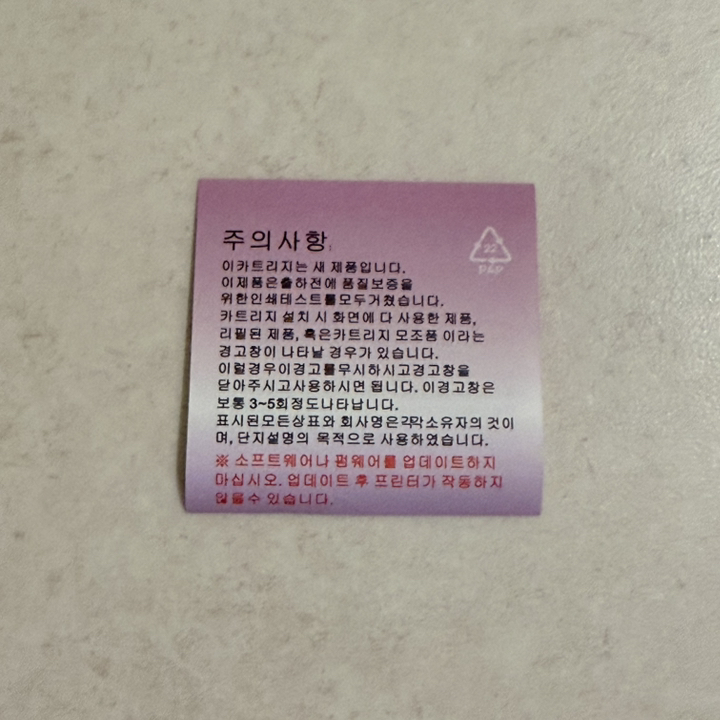 주의사항
22
PAP
이카트리지는 새 제품입니다.
이제품은출하전에 품질보증을
위한인쇄테스트를모두거쳤습니다.
카트리지 설치 시 화면에 다 사용한 제품,
리필된 제품, 혹은카트리지 모조품 이라는
경고창이 나타날 경우가 있습니다.
이럴경우이경고를무시하시고경고창을
닫아주시고사용하시면 됩니다. 이경고창은
보통 3~5회정도나타납니다.
표시된모든상표와 회사명은각각소유자의 것이
며, 단지설명의 목적으로 사용하였습니다.
※ 소프트웨어나 펌웨어를 업데이트하지
마십시오. 업데이트 후 프린터가 작동하지
않을수 있습니다.